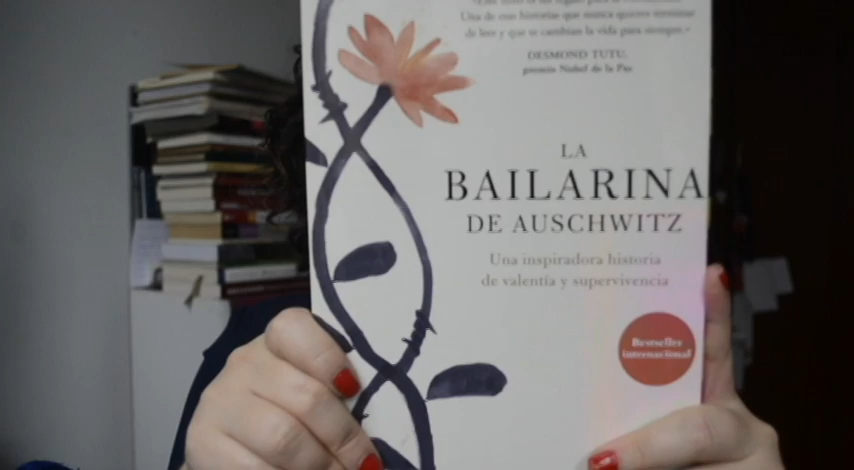 Una de esas historias que nunca quieres terminar
de leer y que te cambian la vida para siempre.»
DESMOND TUTU,
premio Nobel de la Paz
LA
BAILARINA
DE AUSCHWITZ
Una inspiradora historia
de valentía y supervivencia
Bestseller
internacional